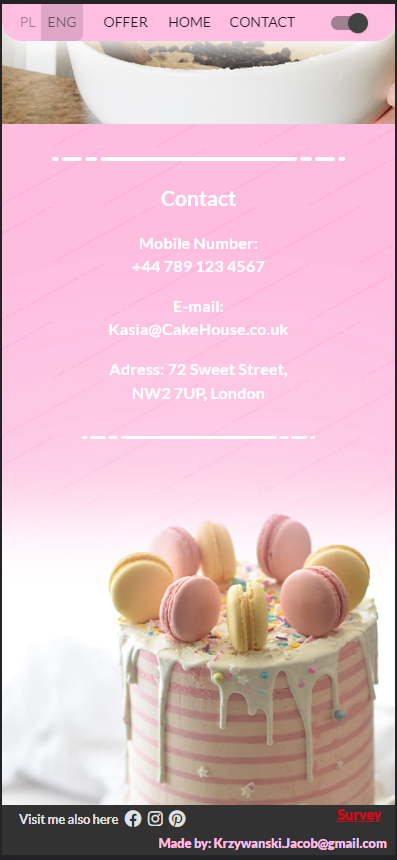 PL ENG OFFER HOME CONTACT
Contact
Mobile Number:
+44 789 123 4567
E-mail:
Kasia@CakeHouse.co.uk
Adress: 72 Sweet Street,
NW2 7UP, London
Survey
Visit me also here
Made by: Krzywanski.Jacob@gmail.com